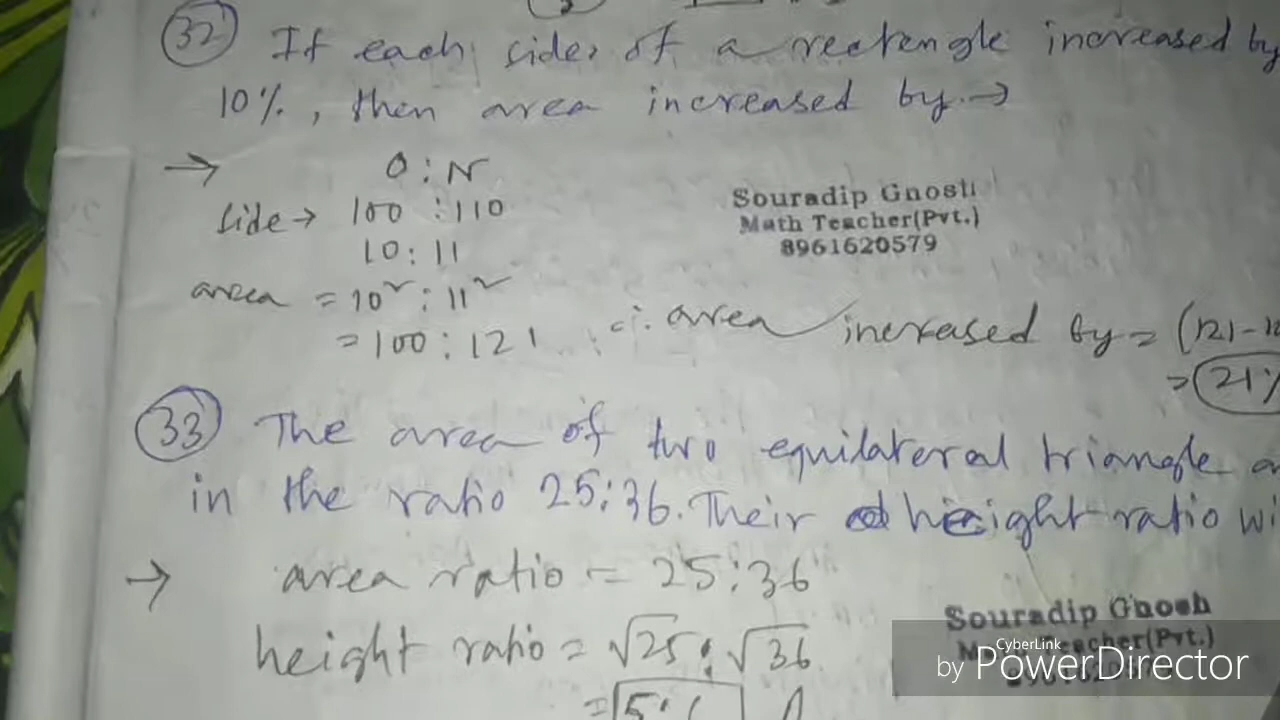 32 If each sides of a rectengle increased by
10%, then area increased by →
→ O : N
side → 100 : 110
10 : 11
Souradip Ghosh
Math Teacher(Pvt.)
8961620579
area = 10² : 11²
= 100 : 121 ∴ area increased by = (121-
= 21%
33 The area of two equilateral triangle
in the ratio 25:36. Their height ratio
→ area ratio = 25:36
height ratio = √25 : √36
Souradip Ghosh
CyberLink
by PowerDirector